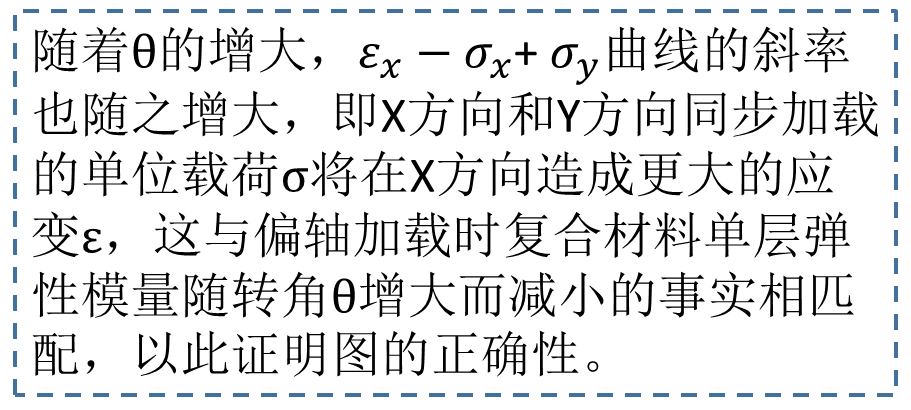 随着θ的增大，εₓ − σₓ+ σᵧ曲线的斜率
也随之增大，即X方向和Y方向同步加载
的单位载荷σ将在X方向造成更大的应
变ε，这与偏轴加载时复合材料单层弹
性模量随转角θ增大而减小的事实相匹
配，以此证明图的正确性。